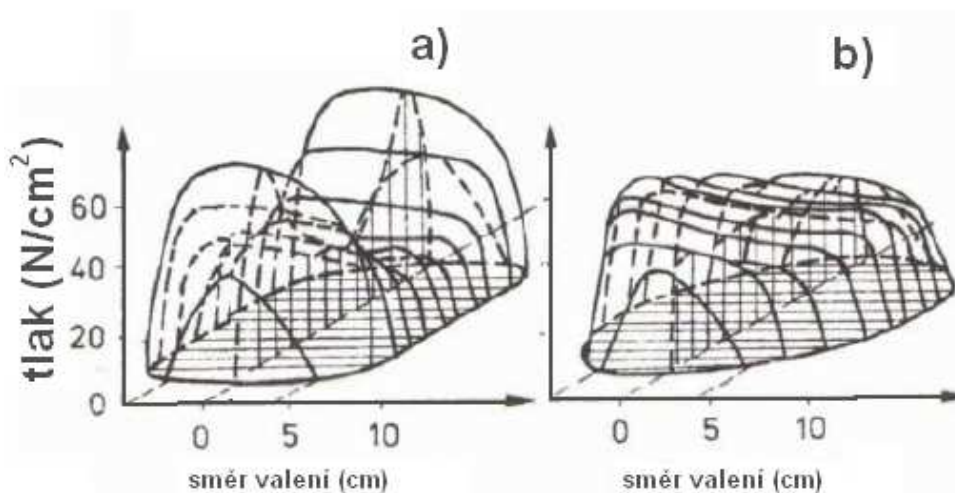 a)
b)
tlak (N/cm²)
60
40
20
0
0 5 10
0 5 10
směr valení (cm)
směr valení (cm)